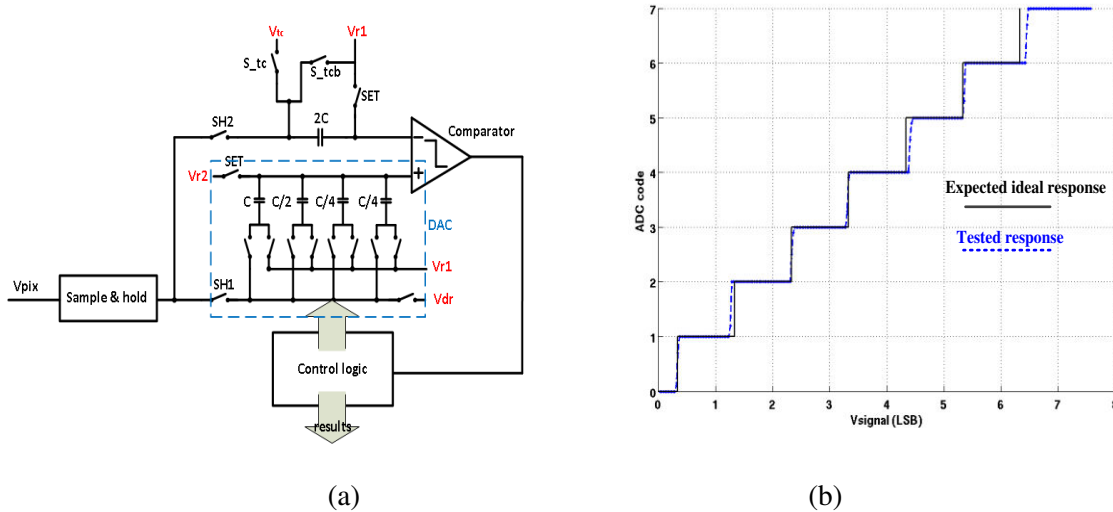 Vtc
Vr1
S_tc
S_tcb
SET
SH2
2C
Comparator
SET
Vr2
C
C/2
C/4
C/4
DAC
Vr1
Vpix
Sample & hold
SH1
Vdr
Control logic
results
(a)
7
6
5
4
3
2
1
0
ADC code
Expected ideal response
Tested response
0 1 2 3 4 5 6 7 8
Vsignal (LSB)
(b)